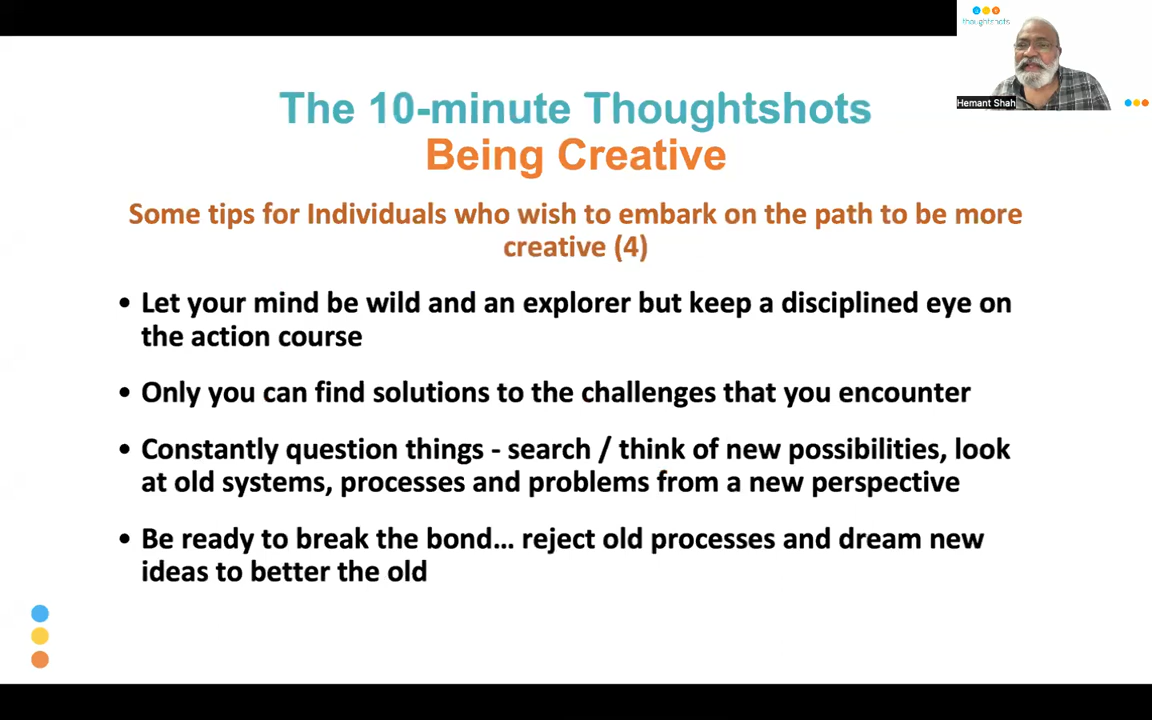 thoughtshots
Hemant Shah
The 10-minute Thoughtshots
Being Creative
Some tips for Individuals who wish to embark on the path to be more
creative (4)
• Let your mind be wild and an explorer but keep a disciplined eye on
the action course
• Only you can find solutions to the challenges that you encounter
• Constantly question things - search / think of new possibilities, look
at old systems, processes and problems from a new perspective
• Be ready to break the bond... reject old processes and dream new
ideas to better the old